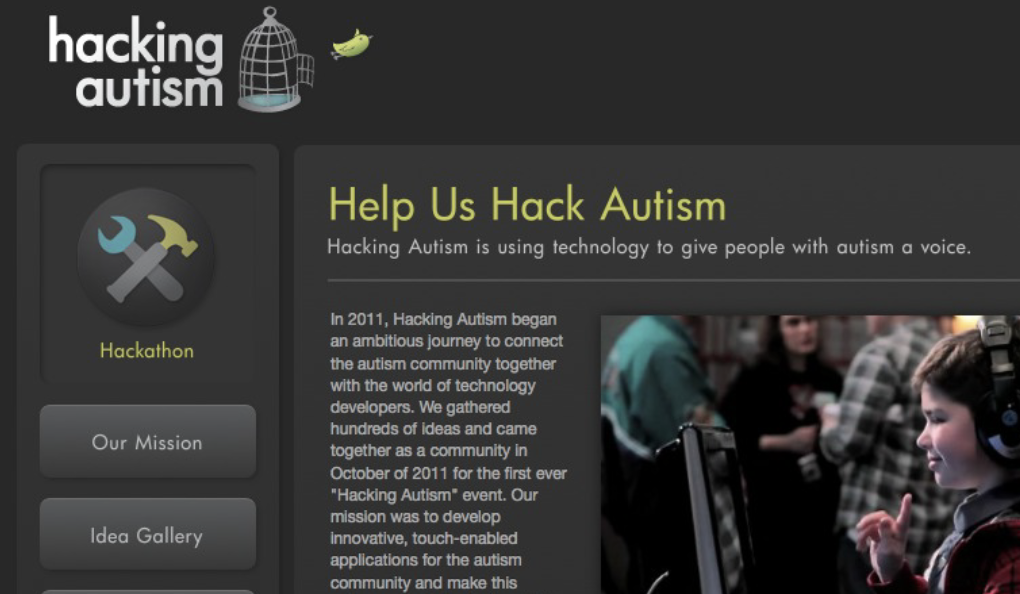 hacking
autism
Hackathon
Our Mission
Idea Gallery
Help Us Hack Autism
Hacking Autism is using technology to give people with autism a voice.
In 2011, Hacking Autism began
an ambitious journey to connect
the autism community together
with the world of technology
developers. We gathered
hundreds of ideas and came
together as a community in
October of 2011 for the first ever
"Hacking Autism" event. Our
mission was to develop
innovative, touch-enabled
applications for the autism
community and make this